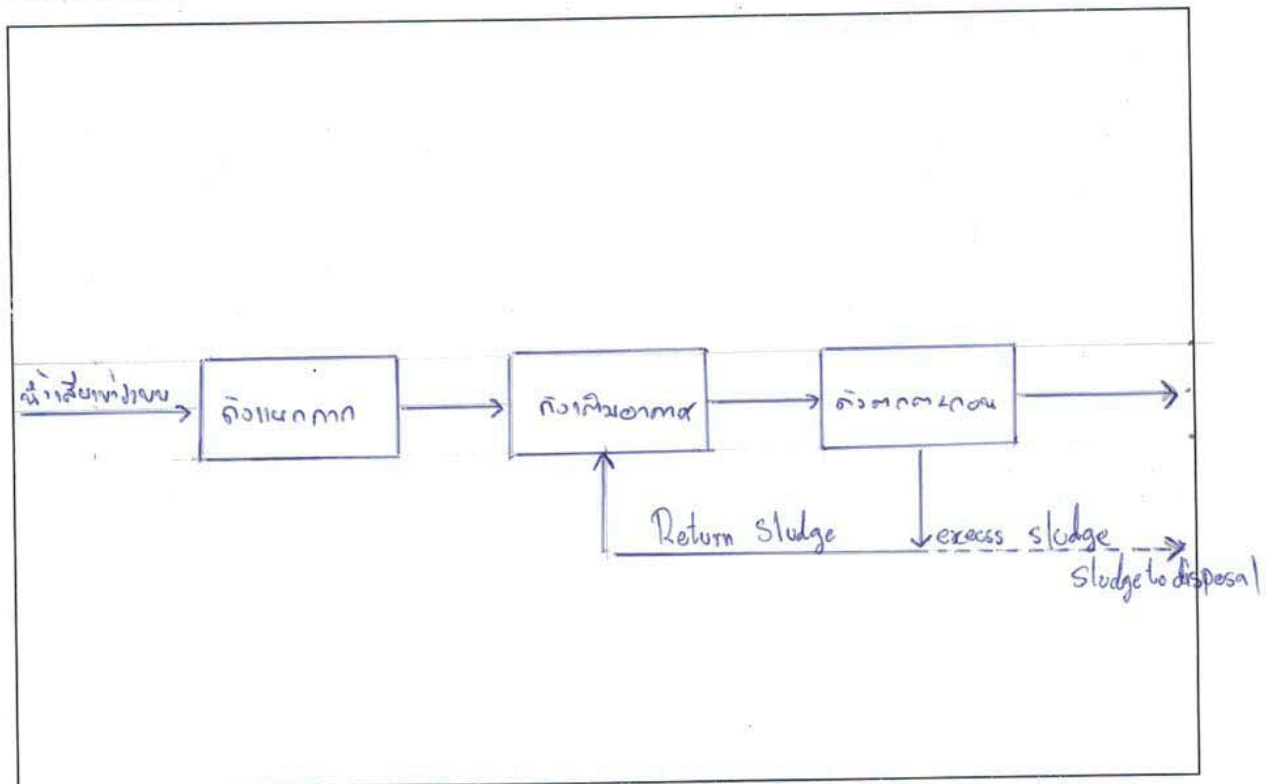 น้ำเสียเข้าระบบ
ถังแยกกาก
ถังเติมอากาศ
ถังตกตะกอน
Return Sludge
excess sludge
Sludge to disposal